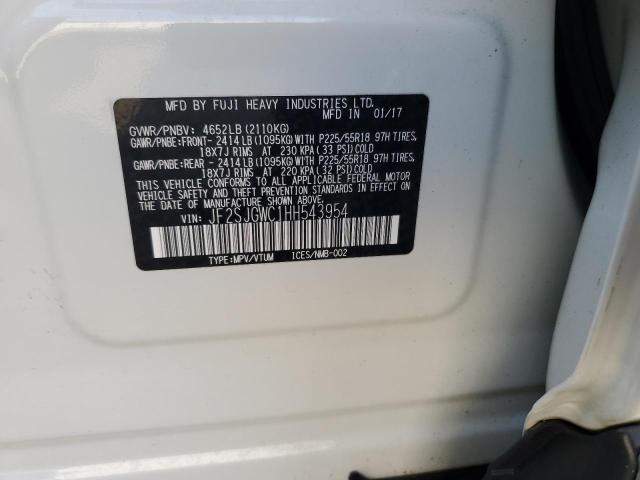 MFD BY FUJI HEAVY INDUSTRIES LTD.
MFD IN 01/17
GVWR/PNBV: 4652LB(2110KG)
GAWR/PNBE:FRONT- 2414LB(1095KG)WITH P225/55R18 97H TIRES,
18X7J RIMS AT 230 KPA(33 PSI)COLD
GAWR/PNBE:REAR - 2414LB(1095KG)WITH P225/55R18 97H TIRES,
18X7J RIMS AT 220 KPA(32 PSI)COLD
THIS VEHICLE CONFORMS TO ALL APPLICABLE FEDERAL MOTOR
VEHICLE SAFETY AND THEFT PREVENTION STANDARDS IN EFFECT
ON THE DATE OF MANUFACTURE SHOWN ABOVE.
VIN: JF2SJGWC1HH543954
TYPE:MPV/VTUM ICES/NMB-002